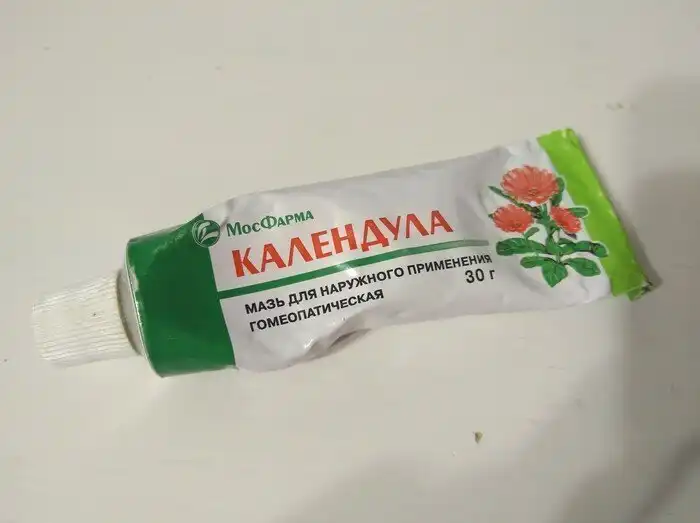 МосФарма
КАЛЕНДУЛА
МАЗЬ ДЛЯ НАРУЖНОГО ПРИМЕНЕНИЯ
ГОМЕОПАТИЧЕСКАЯ 30 г